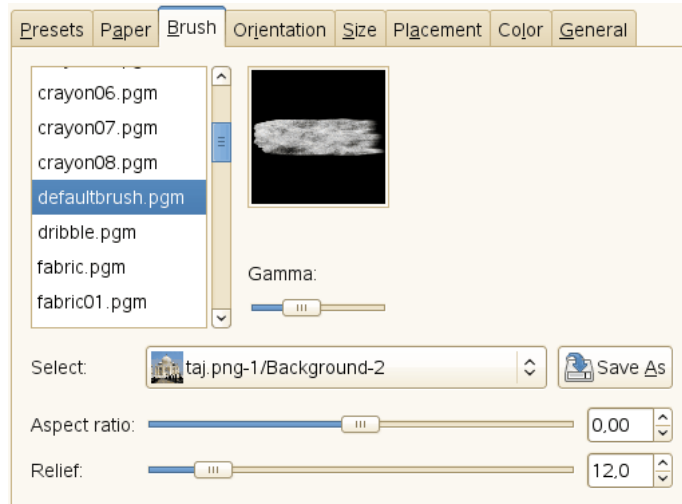 Presets Paper Brush Orientation Size Placement Color General
crayon06.pgm
crayon07.pgm
crayon08.pgm
defaultbrush.pgm
dribble.pgm
fabric.pgm
fabric01.pgm
Gamma:
Select: taj.png-1/Background-2 Save As
Aspect ratio: 0,00
Relief: 12,0